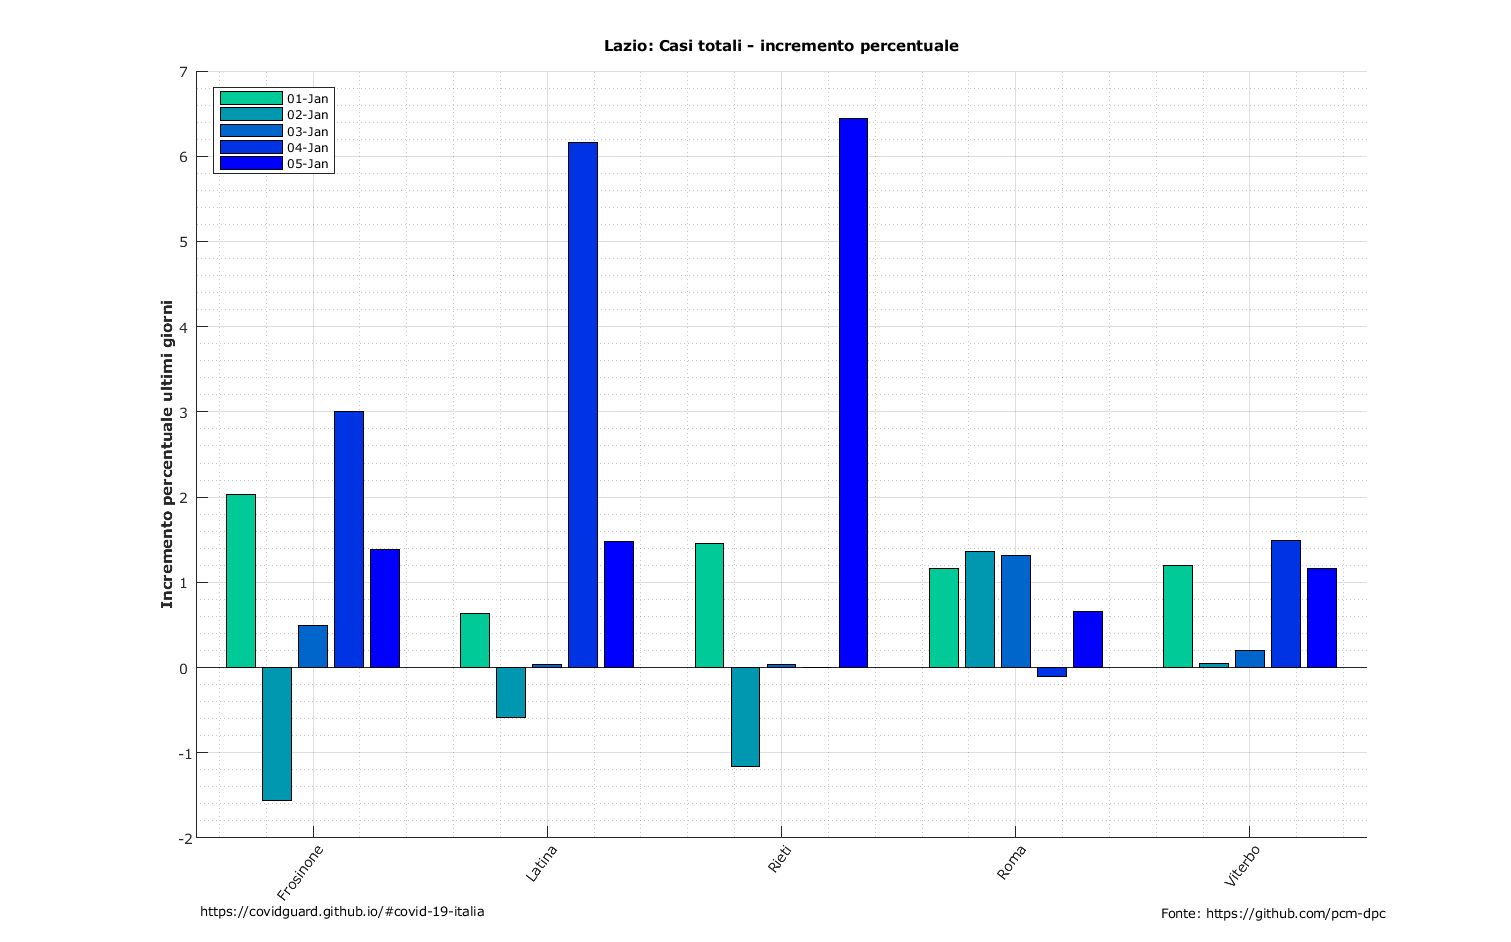 Lazio: Casi totali - incremento percentuale
7
6
5
4
3
2
1
0
-1
-2
Incremento percentuale ultimi giorni
01-Jan
02-Jan
03-Jan
04-Jan
05-Jan
Frosinone
Latina
Rieti
Roma
Viterbo
https://covidguard.github.io/#covid-19-italia
Fonte: https://github.com/pcm-dpc